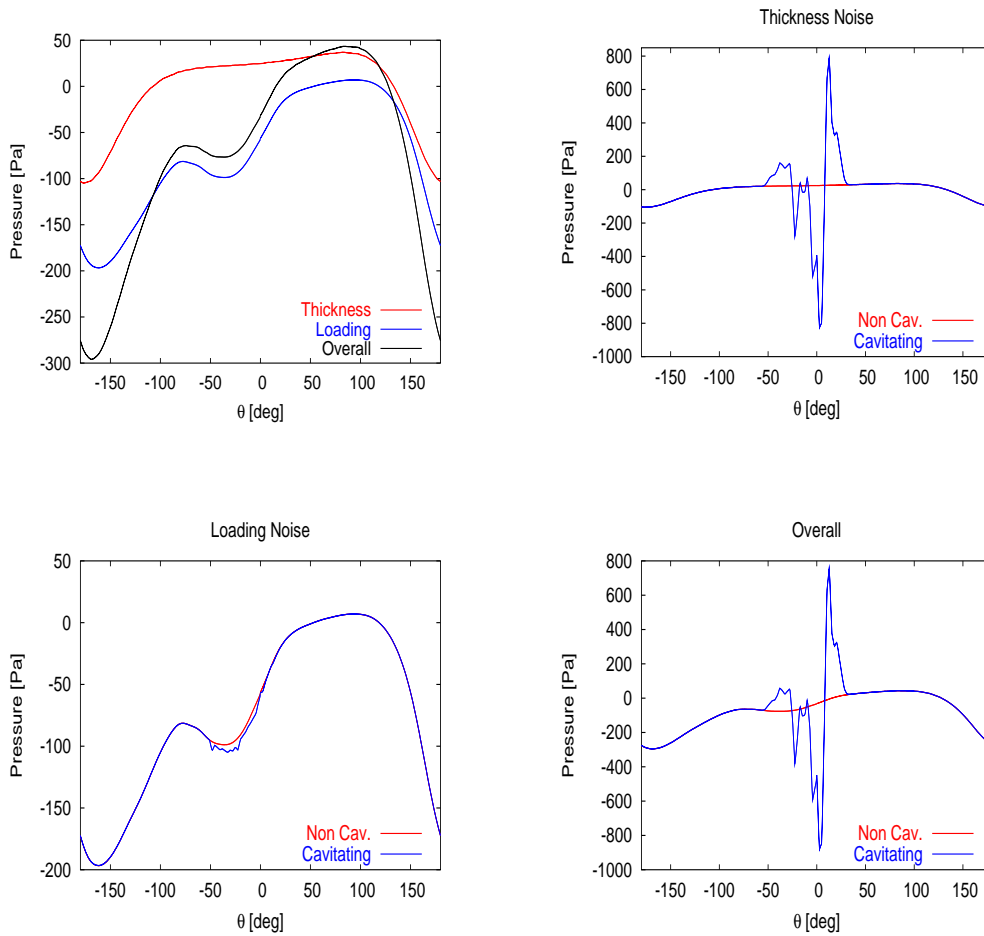 50
0
-50
-100
-150
-200
-250
-300
Pressure [Pa]
Thickness
Loading
Overall
-150 -100 -50 0 50 100 150
θ [deg]
Thickness Noise
800
600
400
200
0
-200
-400
-600
-800
-1000
Pressure [Pa]
Non Cav.
Cavitating
-150 -100 -50 0 50 100 150
θ [deg]
Loading Noise
50
0
-50
-100
-150
-200
Pressure [Pa]
Non Cav.
Cavitating
-150 -100 -50 0 50 100 150
θ [deg]
Overall
800
600
400
200
0
-200
-400
-600
-800
-1000
Pressure [Pa]
Non Cav.
Cavitating
-150 -100 -50 0 50 100 150
θ [deg]